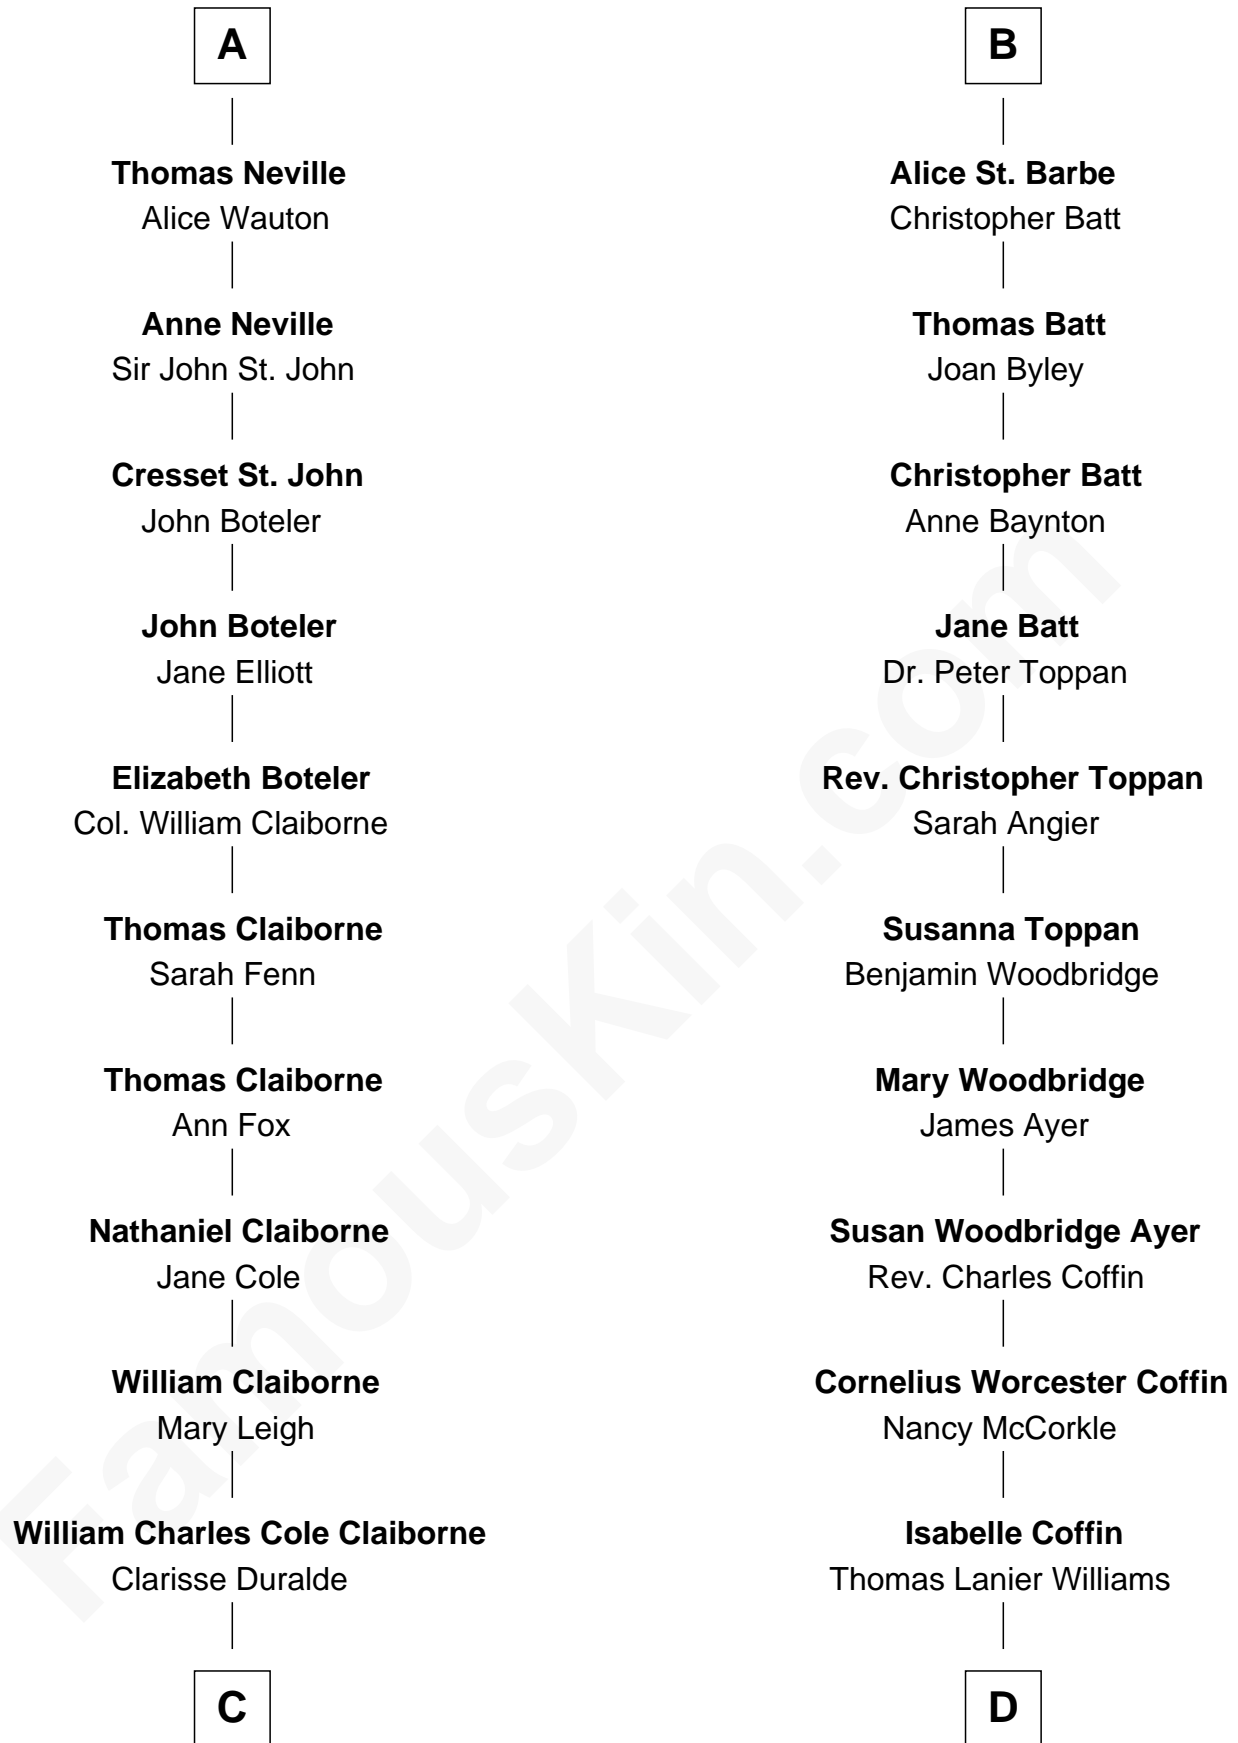 A
Thomas Neville
Alice Wauton
Anne Neville
Sir John St. John
Cresset St. John
John Boteler
John Boteler
Jane Elliott
Elizabeth Boteler
Col. William Claiborne
Thomas Claiborne
Sarah Fenn
Thomas Claiborne
Ann Fox
Nathaniel Claiborne
Jane Cole
William Claiborne
Mary Leigh
William Charles Cole Claiborne
Clarisse Duralde
C
B
Alice St. Barbe
Christopher Batt
Thomas Batt
Joan Byley
Christopher Batt
Anne Baynton
Jane Batt
Dr. Peter Toppan
Rev. Christopher Toppan
Sarah Angier
Susanna Toppan
Benjamin Woodbridge
Mary Woodbridge
James Ayer
Susan Woodbridge Ayer
Rev. Charles Coffin
Cornelius Worcester Coffin
Nancy McCorkle
Isabelle Coffin
Thomas Lanier Williams
D
FamousKin.com